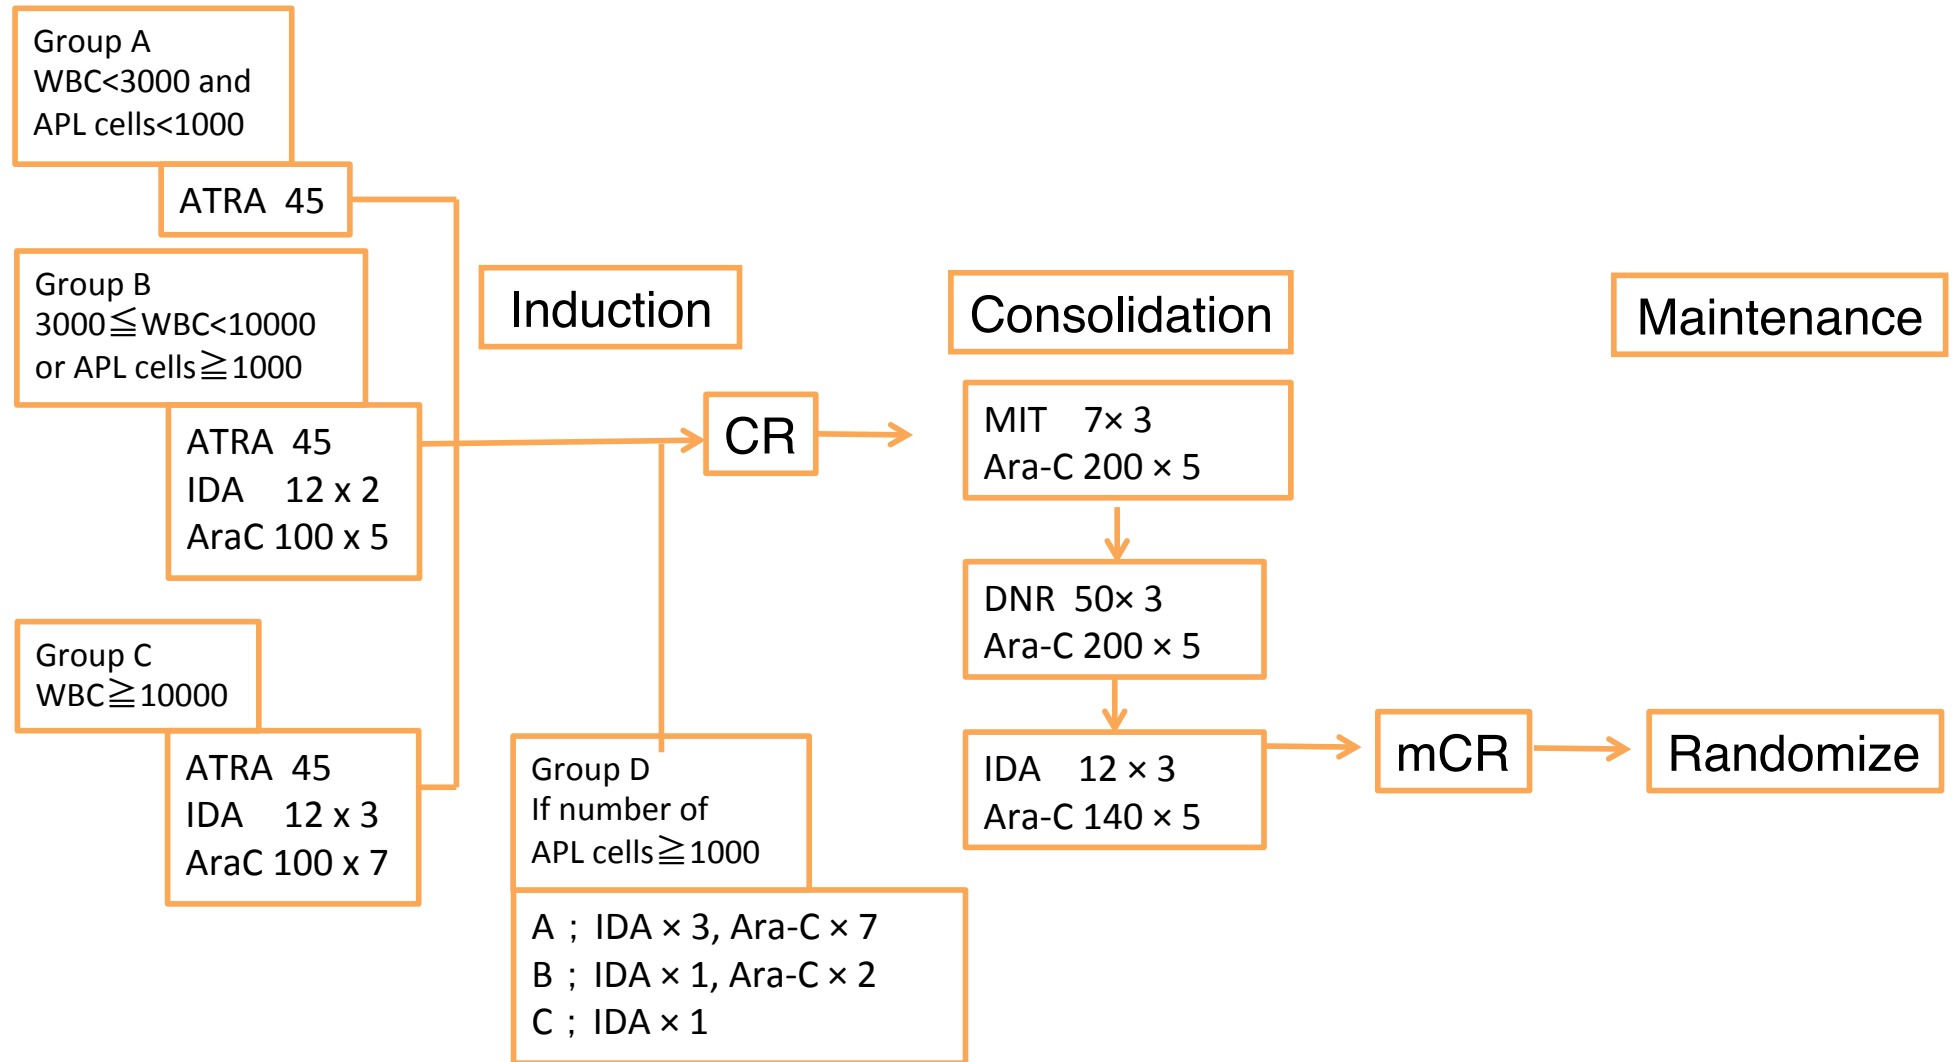 Group A
WBC<3000 and
APL cells<1000
ATRA 45
Group B
3000≦WBC<10000
or APL cells≧1000
ATRA 45
IDA 12 x 2
AraC 100 x 5
Group C
WBC≧10000
ATRA 45
IDA 12 x 3
AraC 100 x 7
Induction
CR
Group D
If number of
APL cells≧1000
A ; IDA × 3, Ara-C × 7
B ; IDA × 1, Ara-C × 2
C ; IDA × 1
Consolidation
MIT 7× 3
Ara-C 200 × 5
DNR 50× 3
Ara-C 200 × 5
IDA 12 × 3
Ara-C 140 × 5
mCR
Maintenance
Randomize